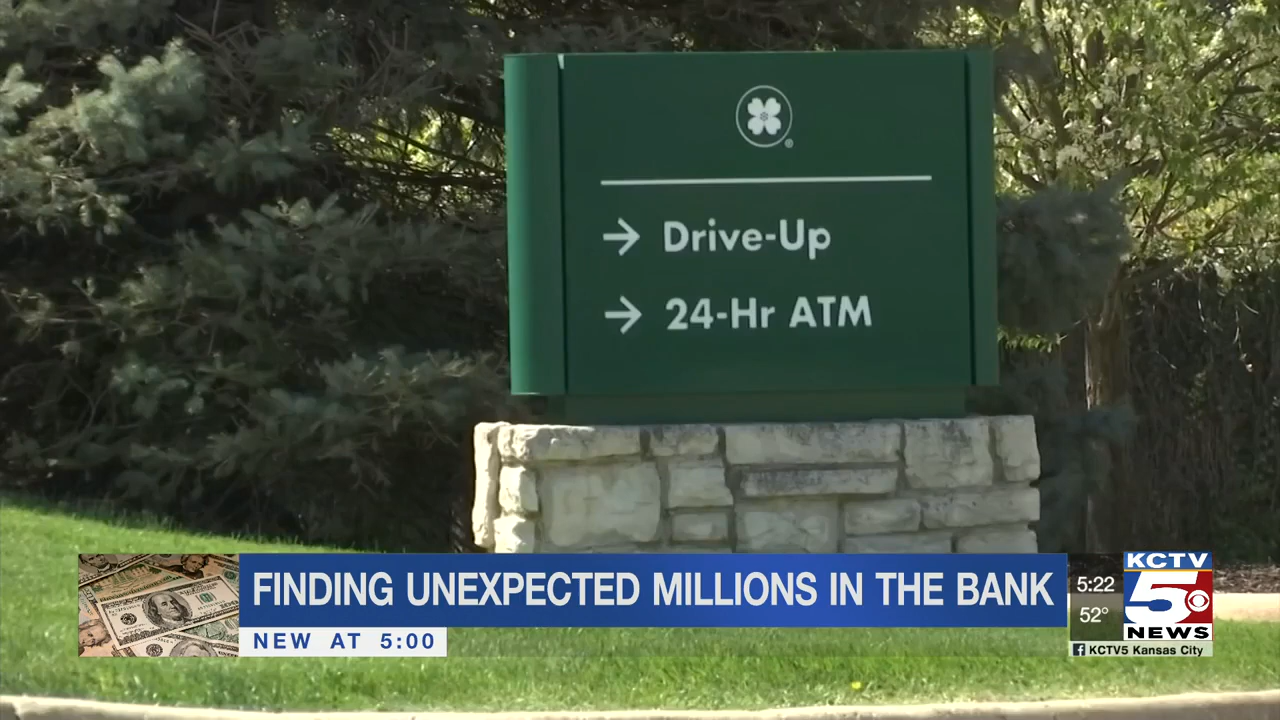 Drive-Up
24-Hr ATM
FINDING UNEXPECTED MILLIONS IN THE BANK
NEW AT 5:00
5:22
52°
KCTV
5
NEWS
KCTV5 Kansas City